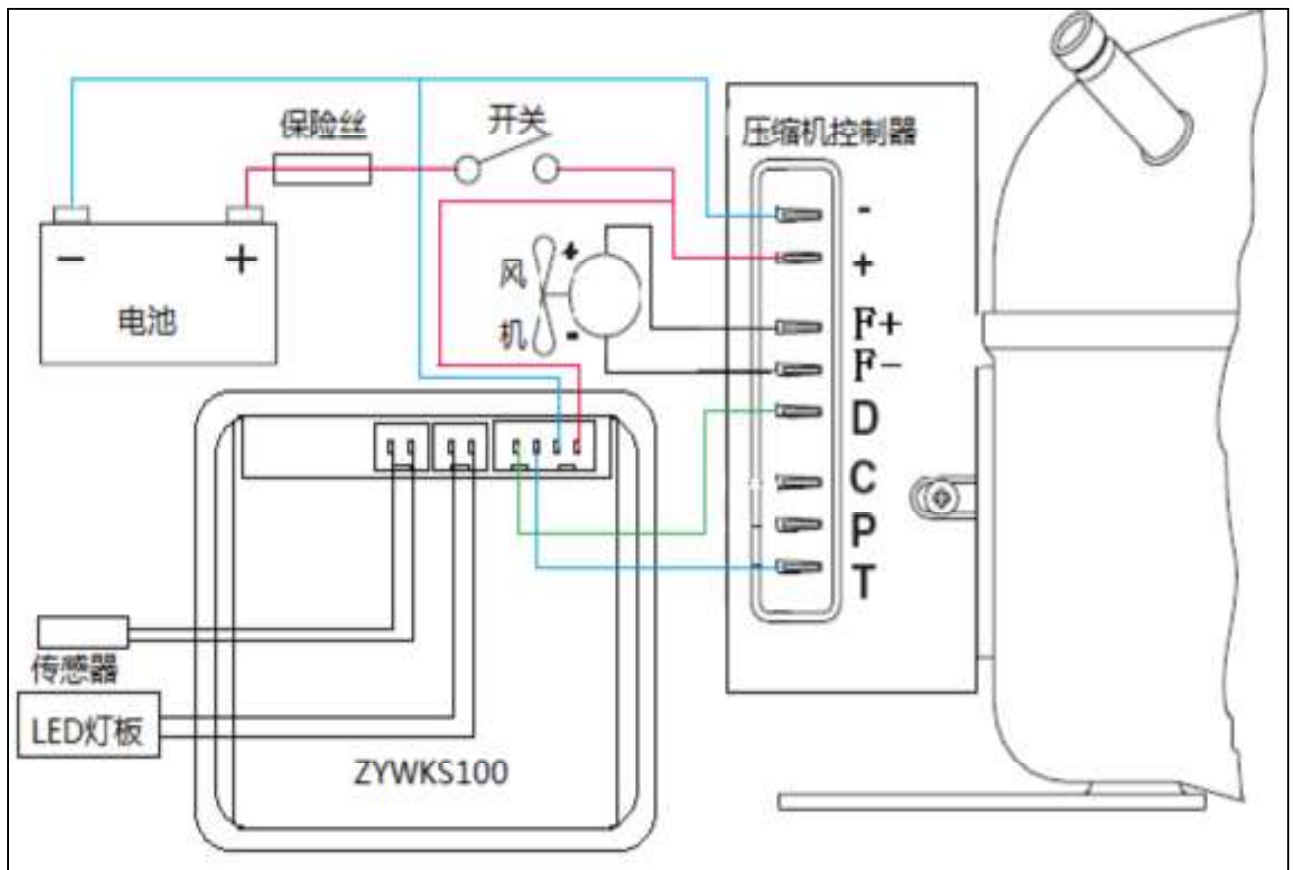 保险丝
开关
压缩机控制器
-
+
风机
+
-
F+
F-
D
C
P
T
- +
电池
传感器
LED灯板
ZYWKS100